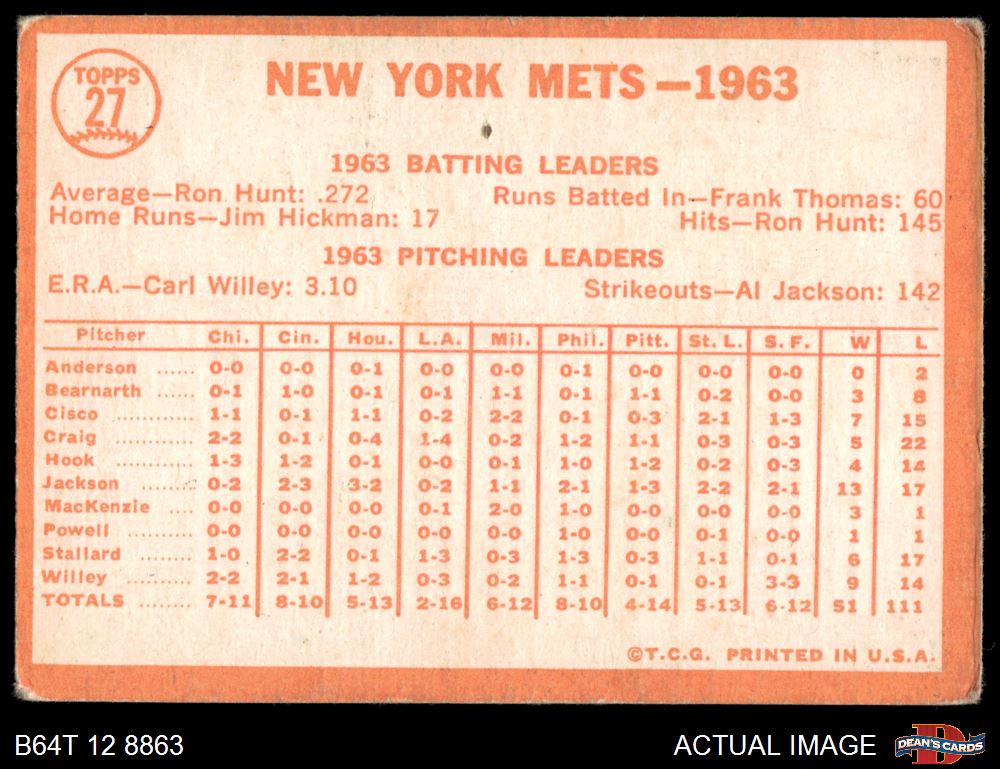 TOPPS
27
NEW YORK METS—1963
1963 BATTING LEADERS
Average—Ron Hunt: .272 Runs Batted In—Frank Thomas: 60
Home Runs—Jim Hickman: 17 Hits—Ron Hunt: 145
1963 PITCHING LEADERS
E.R.A.—Carl Willey: 3.10 Strikeouts—Al Jackson: 142
Pitcher Chi. Cin. Hou. L.A. Mil. Phil. Pitt. St. L. S. F. W L
Anderson ...... 0-0 0-0 0-1 0-0 0-0 0-1 0-0 0-0 0-0 0 2
Bearnarth ...... 0-1 1-0 0-1 0-1 1-1 0-1 1-1 0-2 0-0 3 8
Cisco ............ 1-1 0-1 1-1 0-2 2-2 0-1 0-3 2-1 1-3 7 15
Craig ............ 2-2 0-1 0-4 1-4 0-2 1-2 1-1 0-3 0-3 5 22
Hook ............ 1-3 1-2 0-1 0-0 0-1 1-0 1-2 0-2 0-3 4 14
Jackson ........ 0-2 2-3 3-2 0-2 1-1 2-1 1-3 2-2 2-1 13 17
MacKenzie .... 0-0 0-0 0-0 0-1 2-0 1-0 0-0 0-0 0-0 3 1
Powell ........ 0-0 0-0 0-0 0-0 0-0 1-0 0-0 0-1 0-0 1 1
Stallard ........ 1-0 2-2 0-1 1-3 0-3 1-3 0-3 1-1 0-1 6 17
Willey .......... 2-2 2-1 1-2 0-3 0-2 1-1 0-1 0-1 3-3 9 14
TOTALS ........ 7-11 8-10 5-13 2-16 6-12 8-10 4-14 5-13 6-12 51 111
©T.C.G. PRINTED IN U.S.A.
B64T 12 8863 ACTUAL IMAGE
D
DEAN'S CARDS